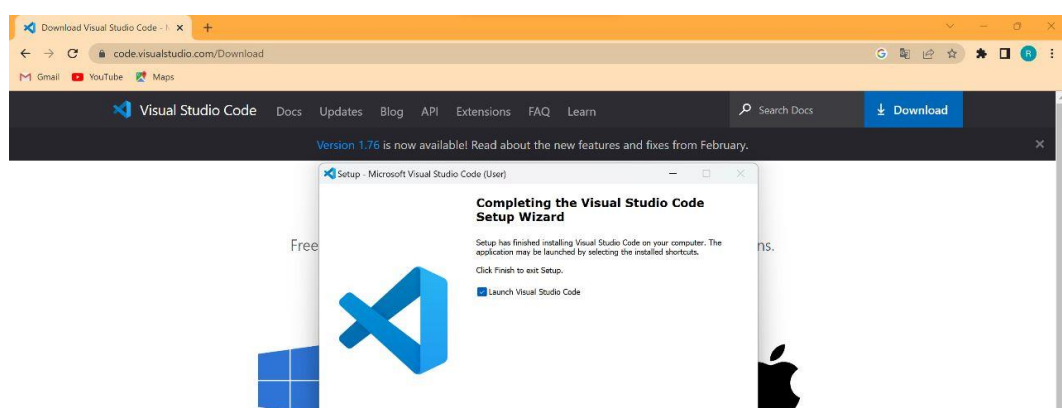 Download Visual Studio Code -
code.visualstudio.com/Download
Gmail YouTube Maps
Visual Studio Code Docs Updates Blog API Extensions FAQ Learn Search Docs Download
Version 1.76 is now available! Read about the new features and fixes from February.
Setup - Microsoft Visual Studio Code (User)
Completing the Visual Studio Code
Setup Wizard
Free
ns.
Setup has finished installing Visual Studio Code on your computer. The
application may be launched by selecting the installed shortcuts.
Click Finish to exit Setup.
Launch Visual Studio Code